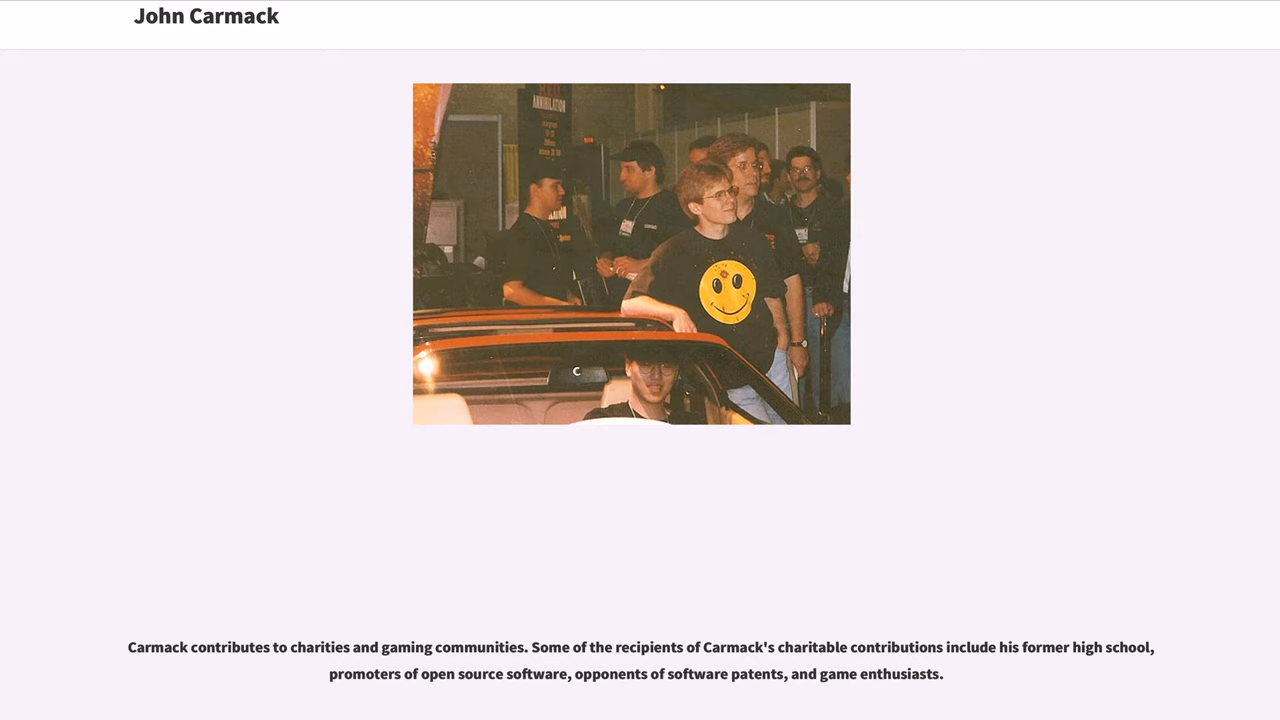 John Carmack
ANNIHILATION
C
Carmack contributes to charities and gaming communities. Some of the recipients of Carmack's charitable contributions include his former high school,
promoters of open source software, opponents of software patents, and game enthusiasts.